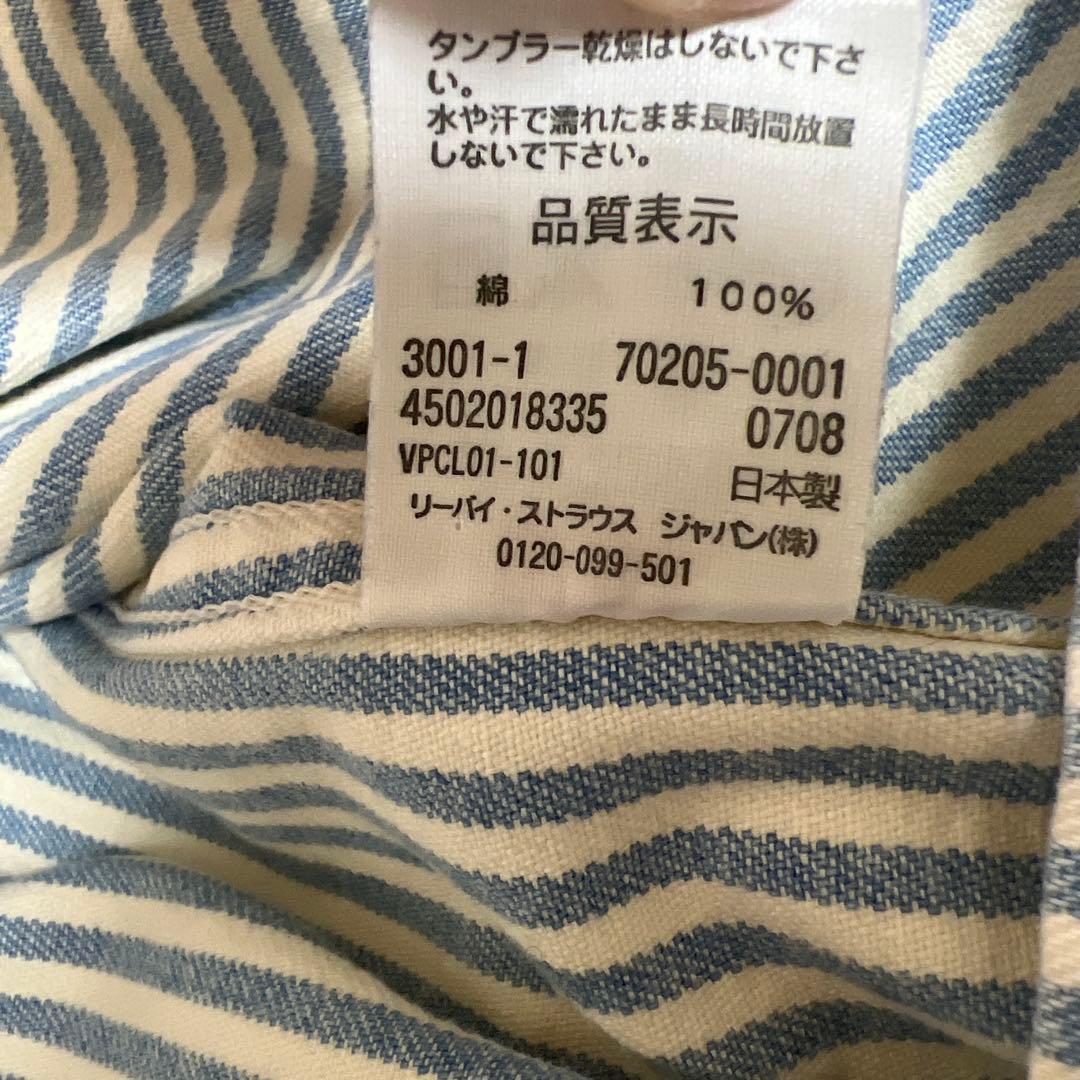 タンブラー乾燥はしないで下さ
い。
水や汗で濡れたまま長時間放置
しないで下さい。
品質表示
綿 100%
3001-1 70205-0001
4502018335 0708
VPCL01-101 日本製
リーバイ・ストラウス ジャパン(株)
0120-099-501